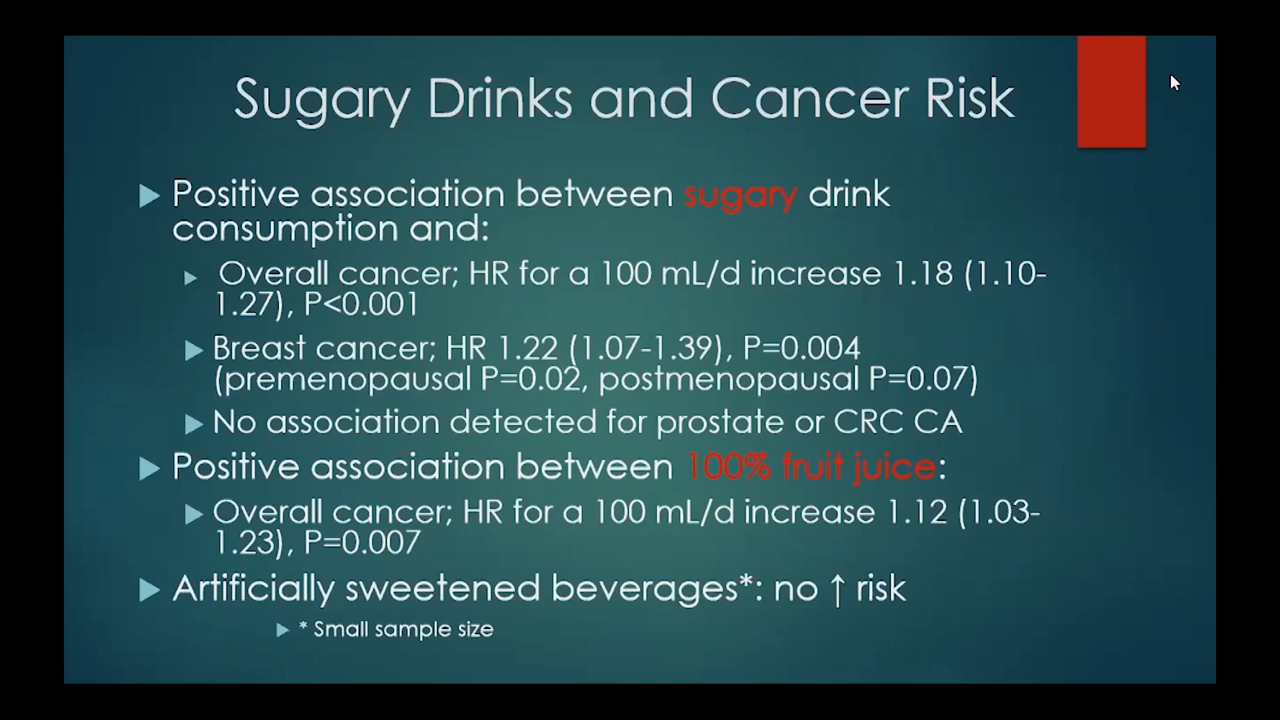 Sugary Drinks and Cancer Risk
Positive association between sugary drink
consumption and:
Overall cancer; HR for a 100 mL/d increase 1.18 (1.10-
1.27), P<0.001
Breast cancer; HR 1.22 (1.07-1.39), P=0.004
(premenopausal P=0.02, postmenopausal P=0.07)
No association detected for prostate or CRC CA
Positive association between 100% fruit juice:
Overall cancer; HR for a 100 mL/d increase 1.12 (1.03-
1.23), P=0.007
Artificially sweetened beverages*: no ↑ risk
* Small sample size